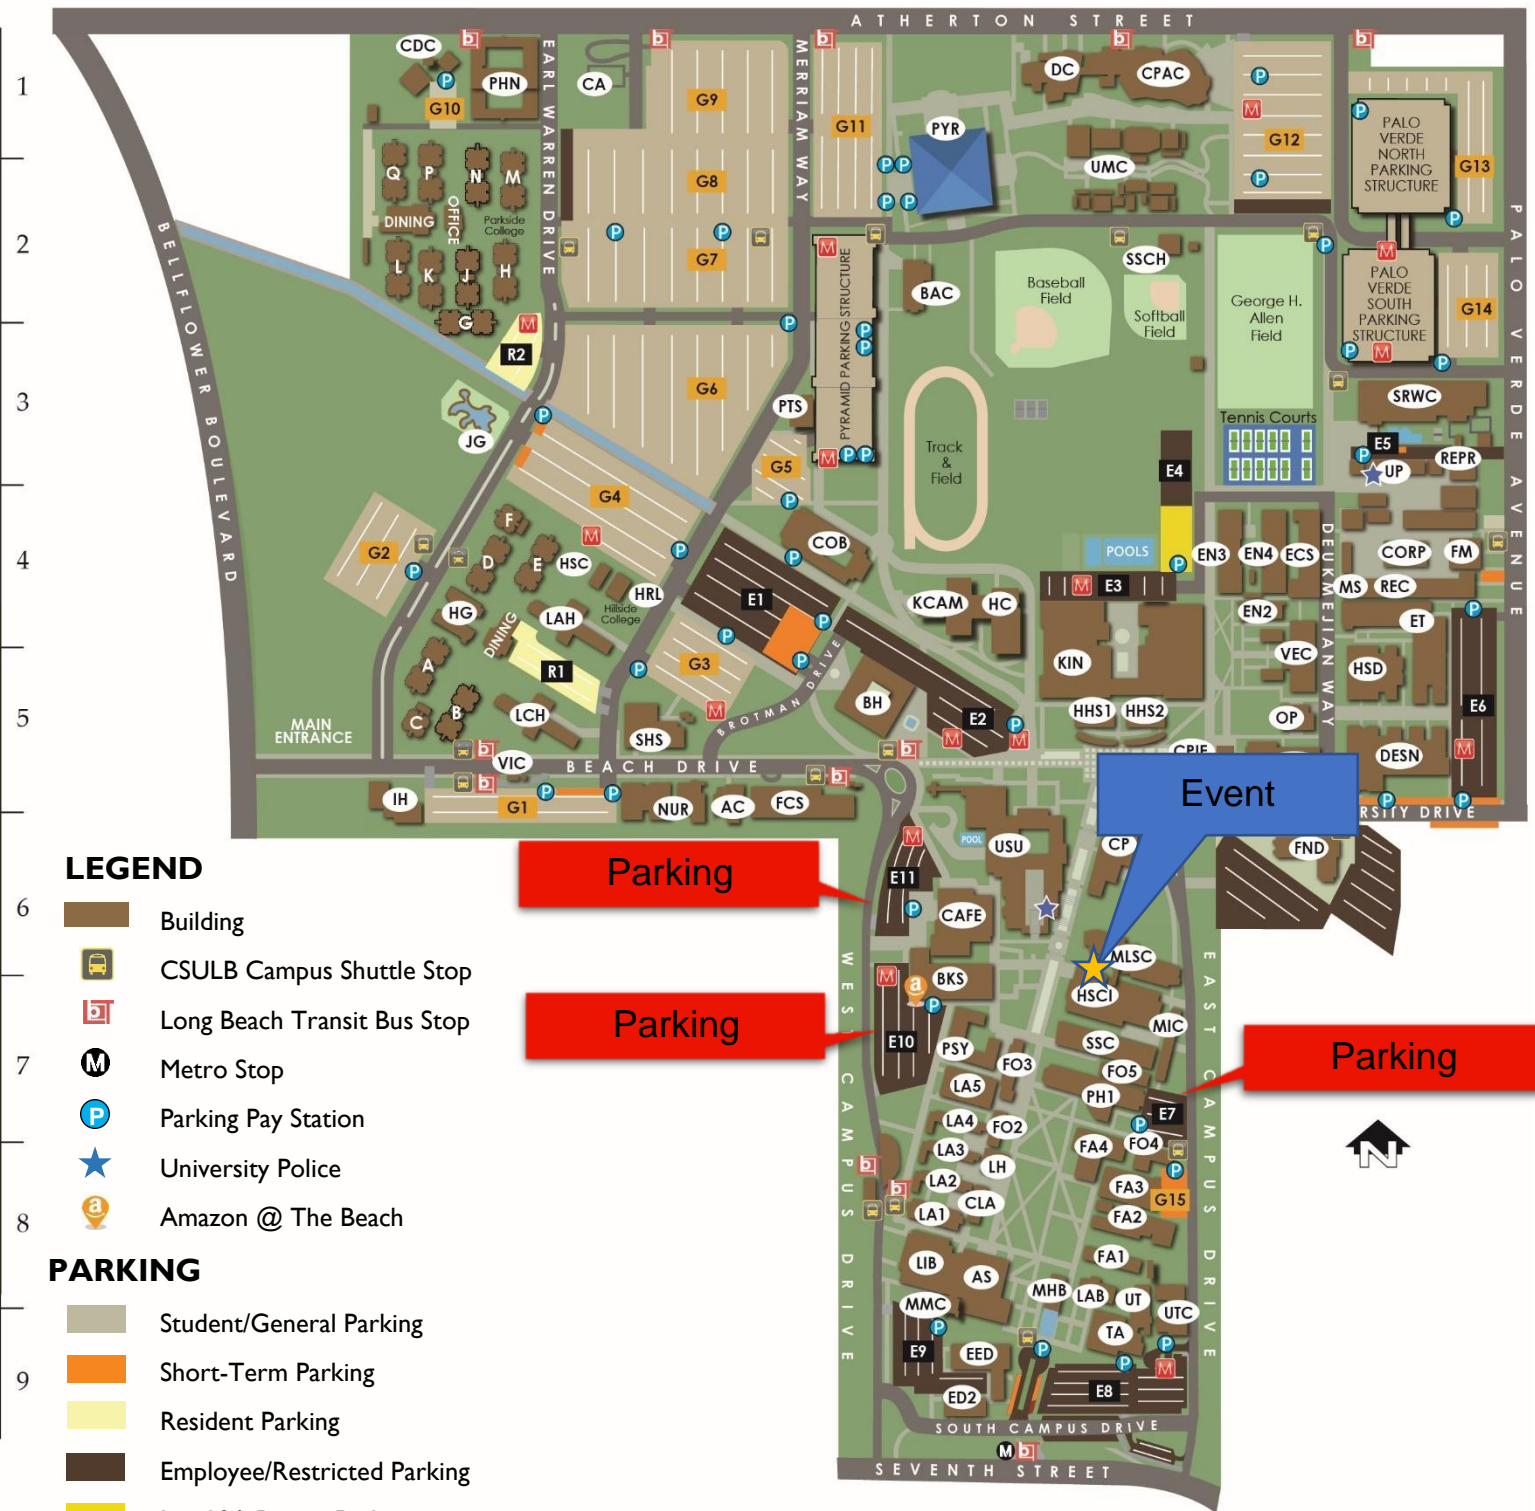 ATHERTON STREET
CDC
PHN
G10
EARL WARREN DRIVE
CA
G9
G8
G7
MERRIAM WAY
G11
PYR
DC
CPAC
UMC
G12
PALO
VERDE
NORTH
PARKING
STRUCTURE
G13
PALO VERDE AVENUE
1
2
3
4
5
6
7
8
9
BELLFLOWER BOULEVARD
Q
P
N
M
DINING
OFFICE
Parkside
College
L
K
J
H
G
R2
JG
G6
PTS
PYRAMID PARKING STRUCTURE
BAC
Baseball
Field
SSCH
Softball
Field
George H.
Allen
Field
PALO
VERDE
SOUTH
PARKING
STRUCTURE
G14
SRWC
Tennis Courts
E5
UP
REPR
Track
&
Field
E4
G5
G4
G2
F
D
E
HSC
HRL
Hillside
College
HG
LAH
DINING
R1
A
B
C
LCH
MAIN
ENTRANCE
E1
COB
G3
BROTMAN DRIVE
BH
E2
KCAM
HC
POOLS
E3
EN3
EN4
ECS
DEUKMEJIAN WAY
CORP
FM
MS
REC
EN2
ET
VEC
HSD
KIN
HHS1
HHS2
OP
E6
DESN
CPIE
SHS
VIC
BEACH DRIVE
IH
G1
NUR
AC
FCS
Event
RSITY DRIVE
FND
POOL
USU
CP
E11
CAFE
Parking
MLSC
HSCI
BKS
a
E10
Parking
MIC
SSC
PSY
FO3
FO5
LA5
PH1
E7
Parking
LA4
FO2
FA4
FO4
LA3
LH
LA2
CLA
FA3
G15
LA1
FA2
FA1
LIB
AS
MHB
LAB
UT
UTC
MMC
TA
E9
EED
ED2
E8
WEST CAMPUS DRIVE
EAST CAMPUS DRIVE
SOUTH CAMPUS DRIVE
SEVENTH STREET
N
LEGEND
Building
CSULB Campus Shuttle Stop
Long Beach Transit Bus Stop
M Metro Stop
P Parking Pay Station
University Police
a Amazon @ The Beach
PARKING
Student/General Parking
Short-Term Parking
Resident Parking
Employee/Restricted Parking